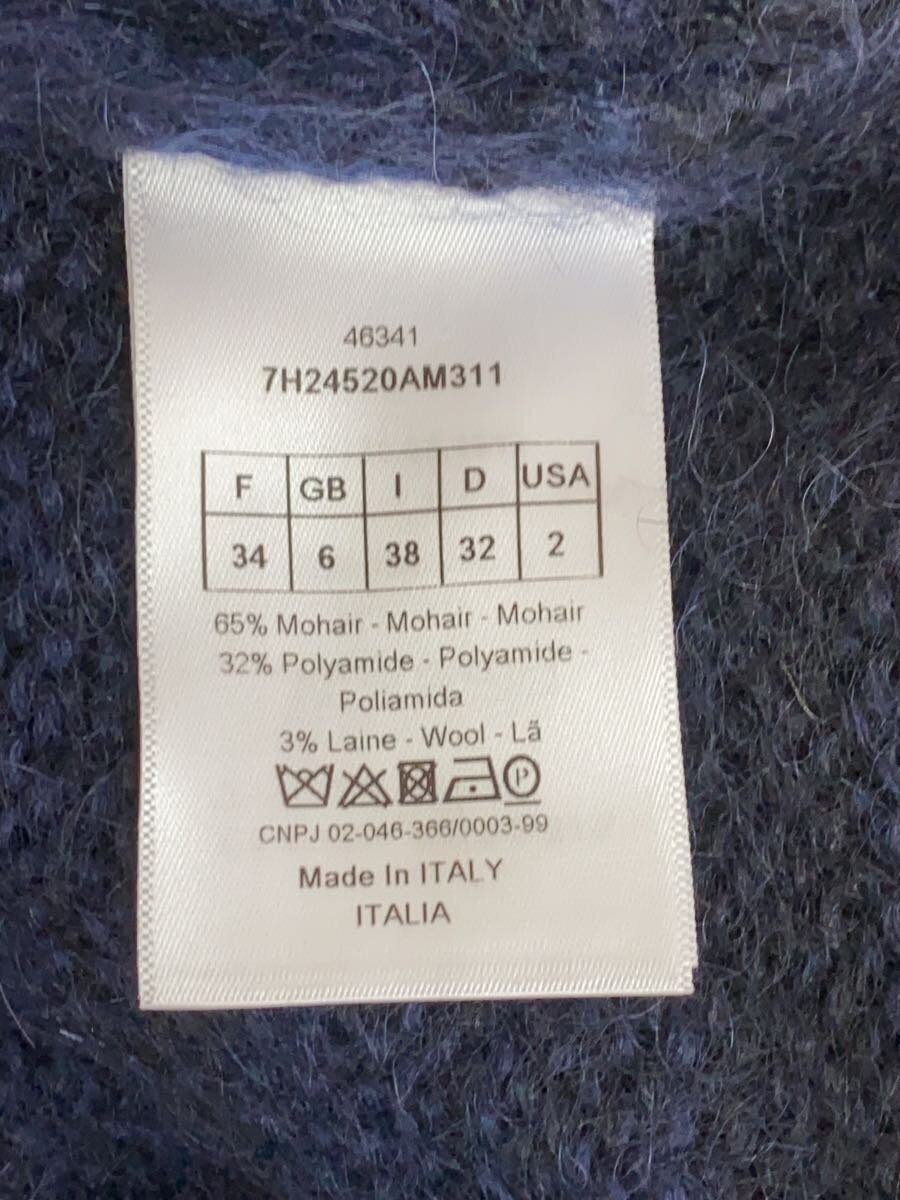 46341
7H24520AM311
F GB I D USA
34 6 38 32 2
65% Mohair - Mohair - Mohair
32% Polyamide - Polyamide -
Poliamida
3% Laine - Wool - Lã
P
CNPJ 02-046-366/0003-99
Made In ITALY
ITALIA